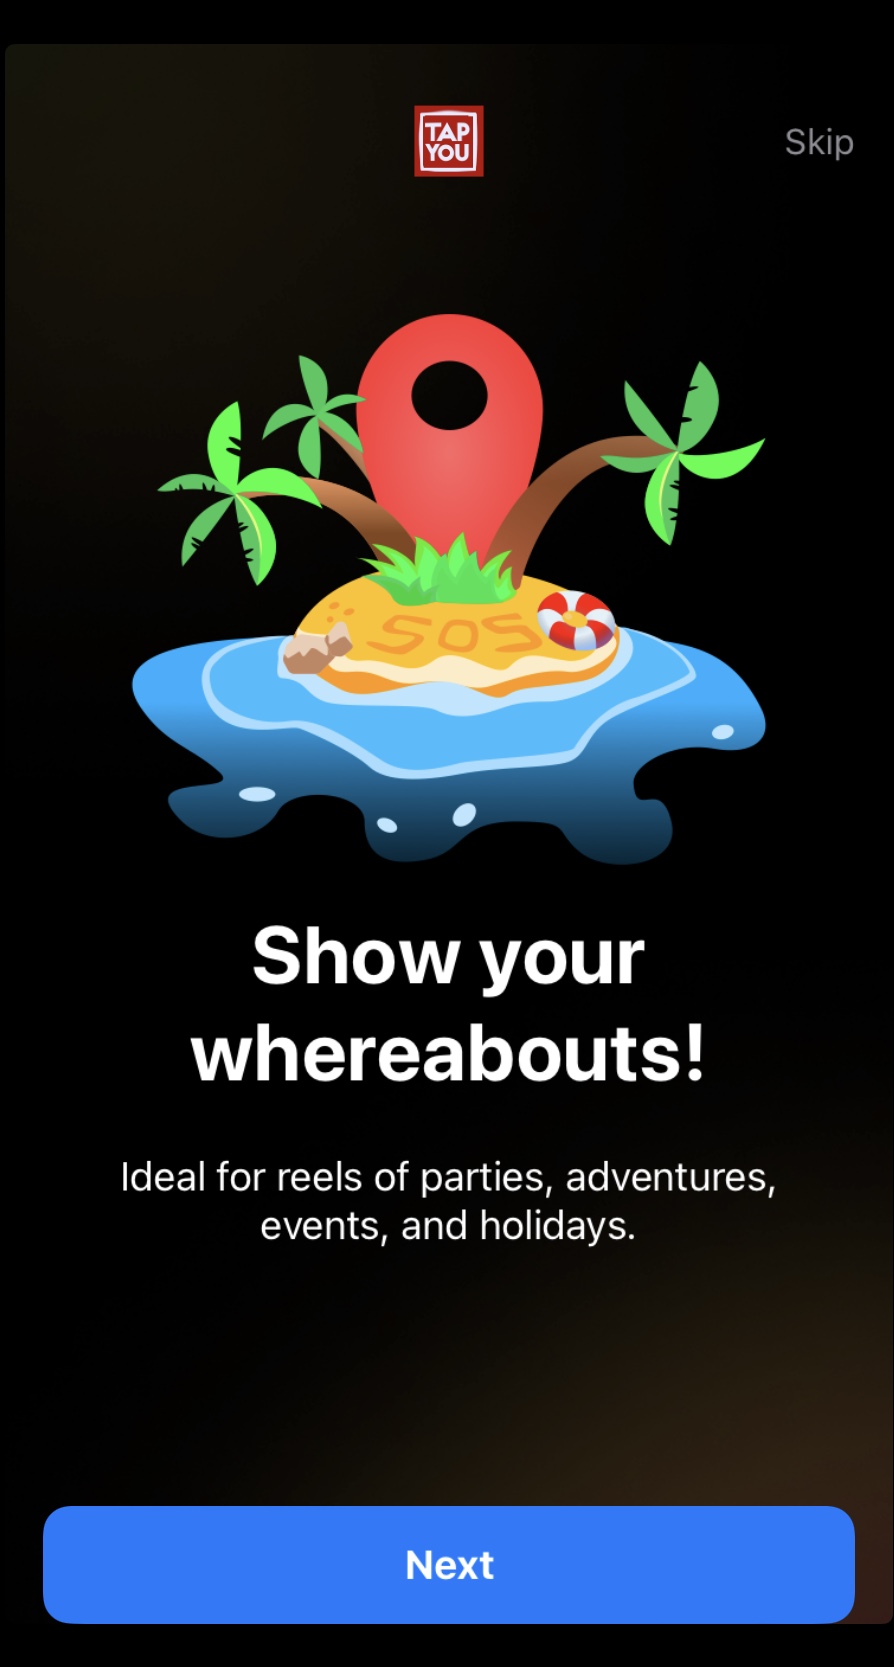 TAP
YOU
Skip
SOS
Show your
whereabouts!
Ideal for reels of parties, adventures,
events, and holidays.
Next